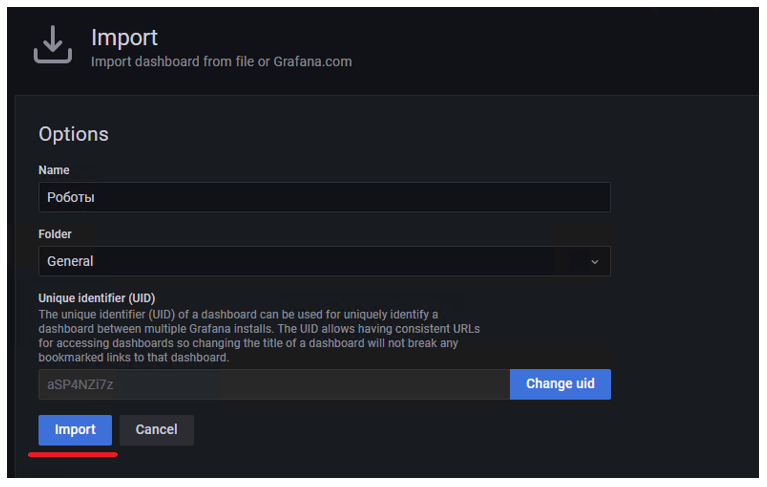 Import
Import dashboard from file or Grafana.com
Options
Name
Роботы
Folder
General
Unique identifier (UID)
The unique identifier (UID) of a dashboard can be used for uniquely identify a
dashboard between multiple Grafana installs. The UID allows having consistent URLs
for accessing dashboards so changing the title of a dashboard will not break any
bookmarked links to that dashboard.
aSP4NZi7z
Change uid
Import
Cancel